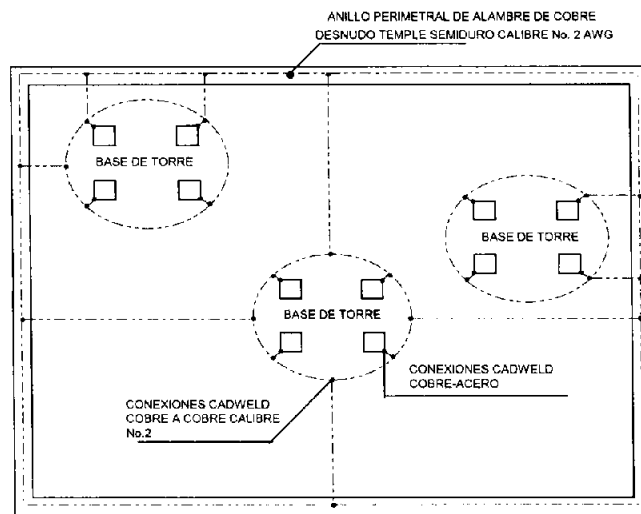 ANILLO PERIMETRAL DE ALAMBRE DE COBRE
DESNUDO TEMPLE SEMIDURO CALIBRE No. 2 AWG
BASE DE TORRE
BASE DE TORRE
BASE DE TORRE
CONEXIONES CADWELD
COBRE-ACERO
CONEXIONES CADWELD
COBRE A COBRE CALIBRE
No.2